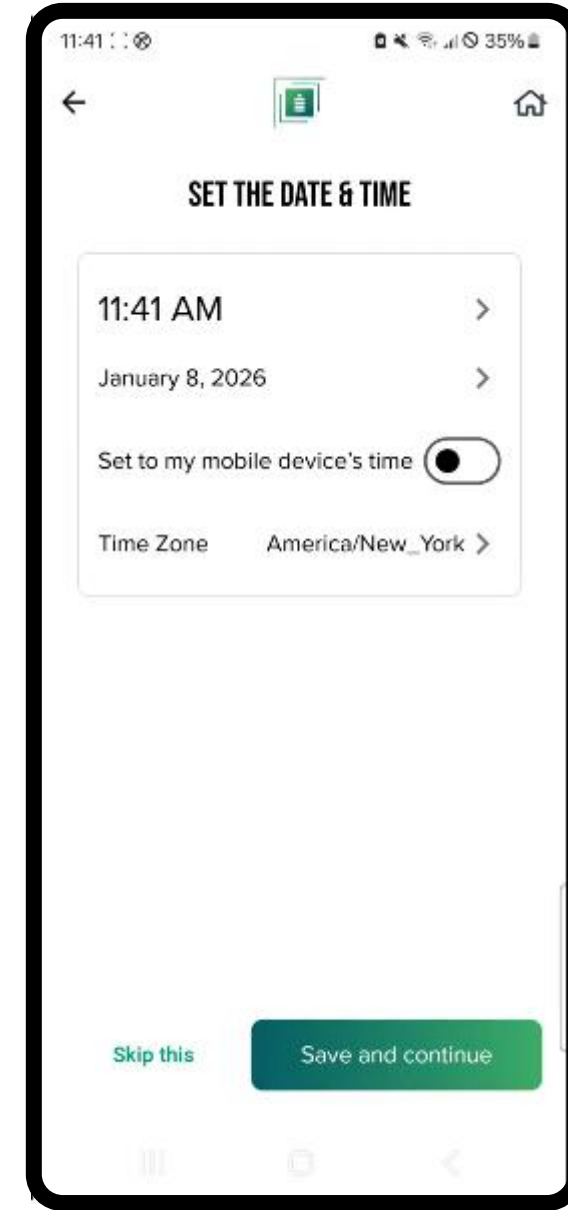 11:41
35%
SET THE DATE & TIME
11:41 AM
January 8, 2026
Set to my mobile device's time
Time Zone America/New_York
Skip this Save and continue